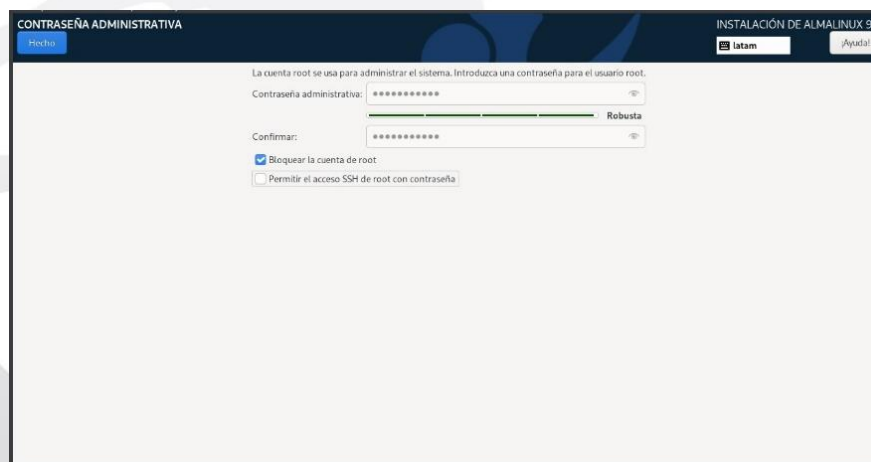 CONTRASEÑA ADMINISTRATIVA
INSTALACIÓN DE ALMALINUX 9
Hecho
latam
¡Ayuda!
La cuenta root se usa para administrar el sistema. Introduzca una contraseña para el usuario root.
Contraseña administrativa: ●●●●●●●●●●●
Robusta
Confirmar: ●●●●●●●●●●●
Bloquear la cuenta de root
Permitir el acceso SSH de root con contraseña